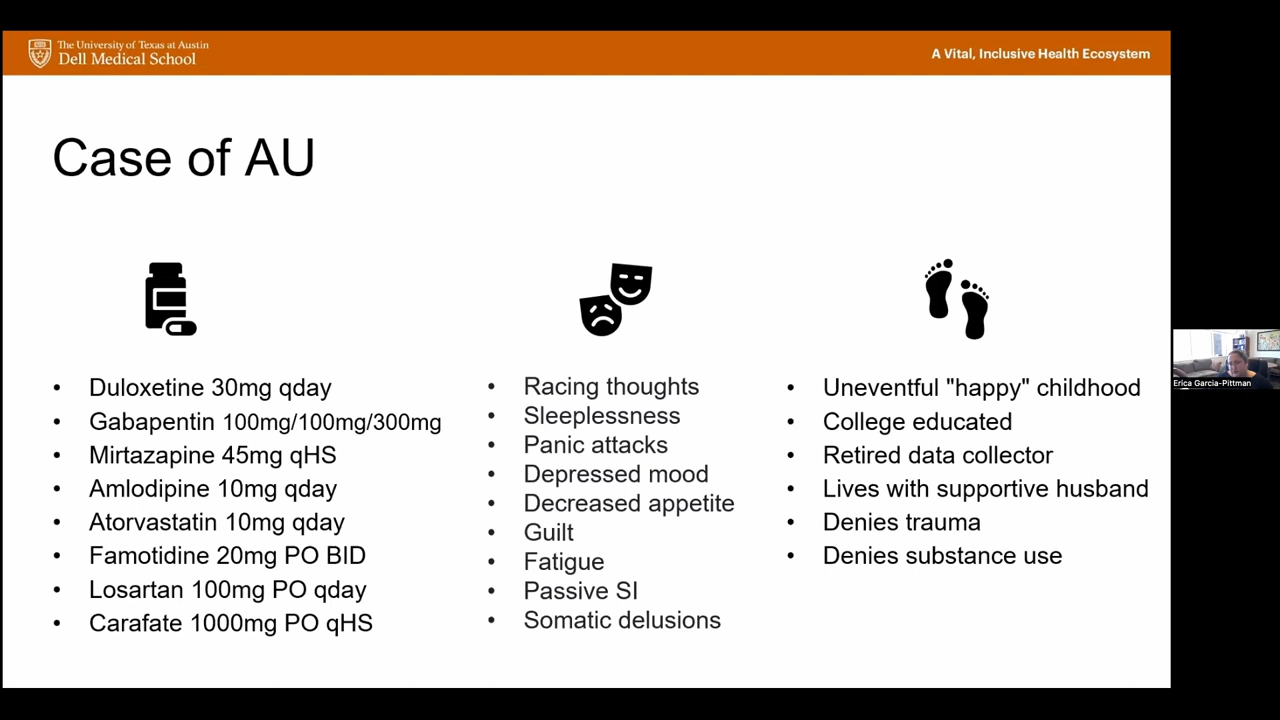 The University of Texas at Austin
Dell Medical School
A Vital, Inclusive Health Ecosystem
Case of AU
• Duloxetine 30mg qday
• Gabapentin 100mg/100mg/300mg
• Mirtazapine 45mg qHS
• Amlodipine 10mg qday
• Atorvastatin 10mg qday
• Famotidine 20mg PO BID
• Losartan 100mg PO qday
• Carafate 1000mg PO qHS
• Racing thoughts
• Sleeplessness
• Panic attacks
• Depressed mood
• Decreased appetite
• Guilt
• Fatigue
• Passive SI
• Somatic delusions
• Uneventful "happy" childhood
• College educated
• Retired data collector
• Lives with supportive husband
• Denies trauma
• Denies substance use
Erica Garcia-Pittman